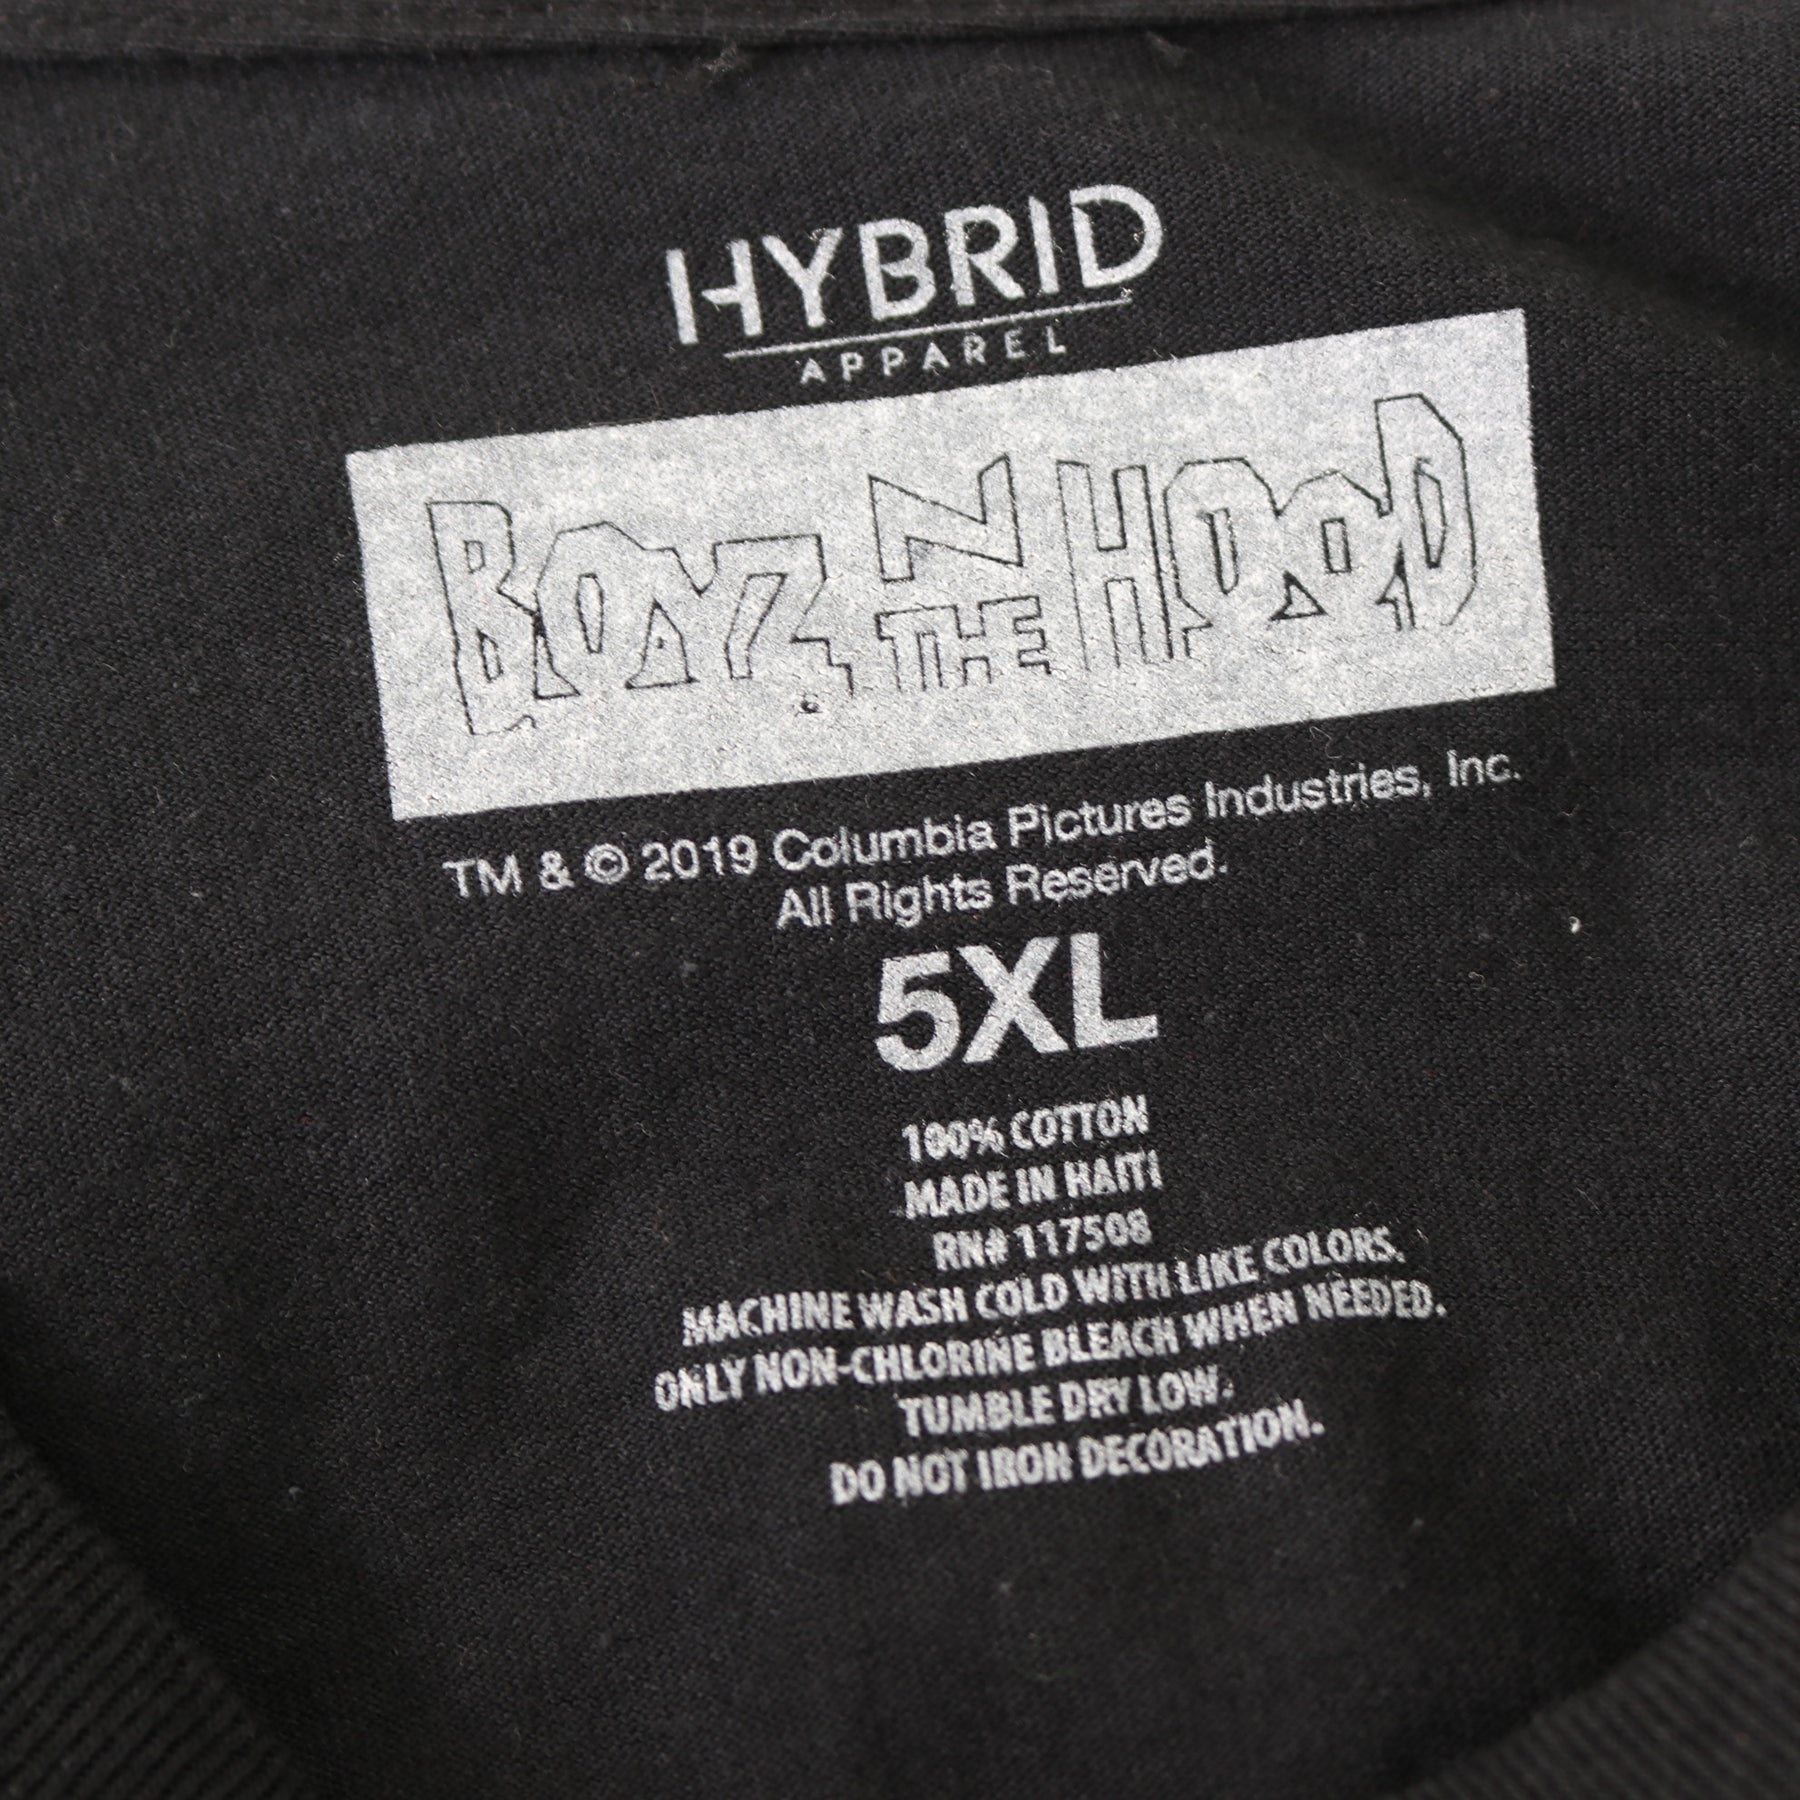 HYBRID
APPAREL
BOYZ N THE HOOD
TM & © 2019 Columbia Pictures Industries, Inc.
All Rights Reserved.
5XL
100% COTTON
MADE IN HAITI
RN# 117508
MACHINE WASH COLD WITH LIKE COLORS.
ONLY NON-CHLORINE BLEACH WHEN NEEDED.
TUMBLE DRY LOW.
DO NOT IRON DECORATION.